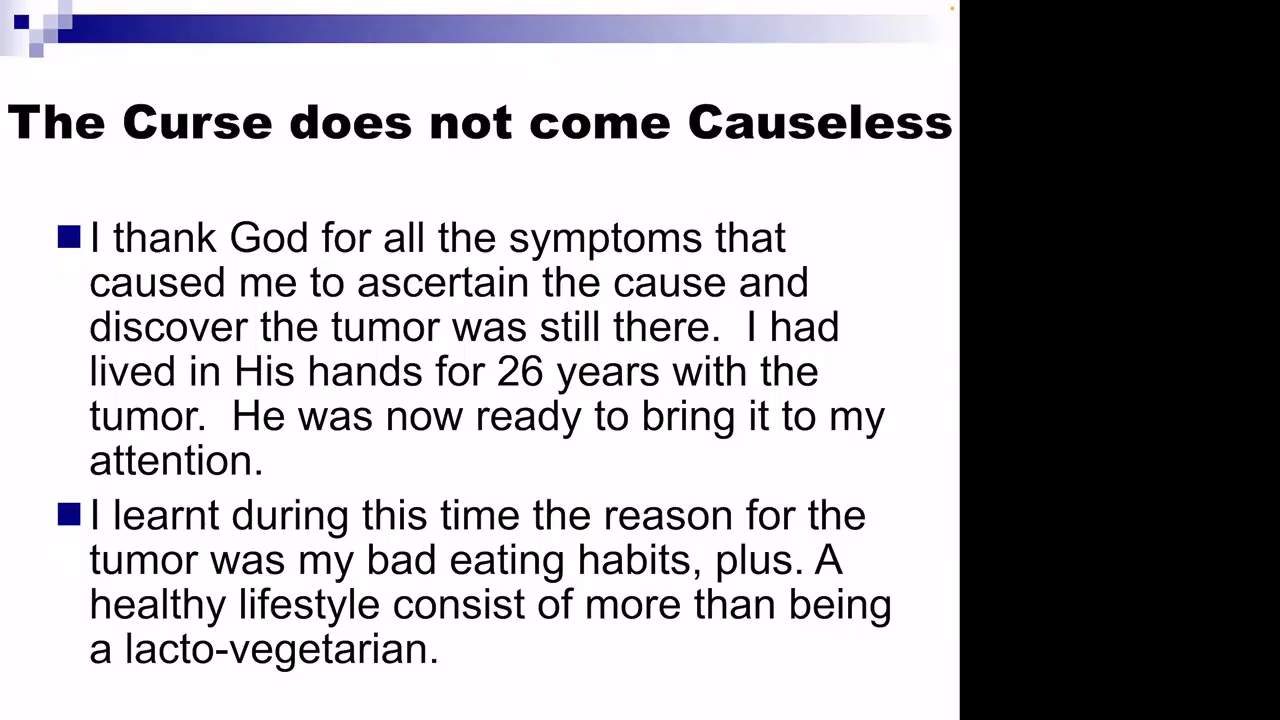 The Curse does not come Causeless
I thank God for all the symptoms that
caused me to ascertain the cause and
discover the tumor was still there.  I had
lived in His hands for 26 years with the
tumor.  He was now ready to bring it to my
attention.
I learnt during this time the reason for the
tumor was my bad eating habits, plus. A
healthy lifestyle consist of more than being
a lacto-vegetarian.